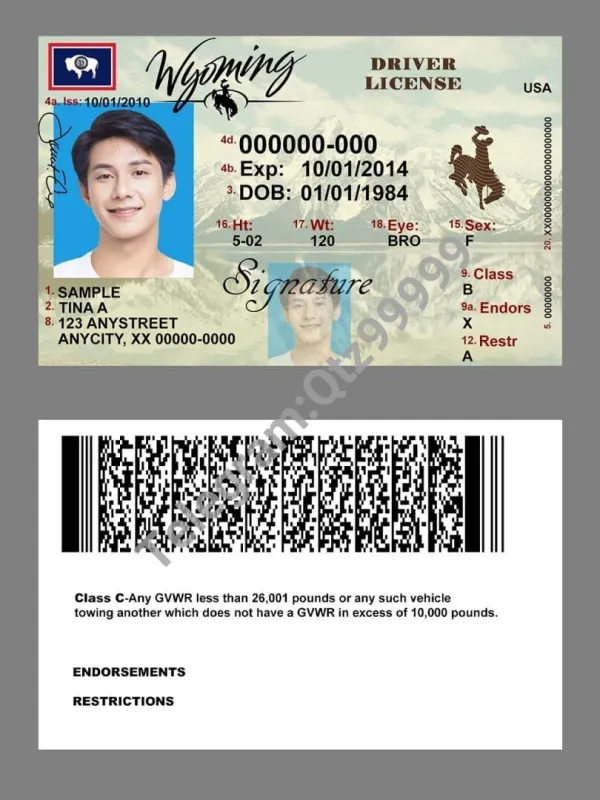 Wyoming
DRIVER
LICENSE
USA
4a. Iss: 10/01/2010
4d. 000000-000
4b. Exp: 10/01/2014
3. DOB: 01/01/1984
16. Ht: 17. Wt: 18. Eye: 15. Sex:
5-02 120 BRO F
Signature
9. Class
B
9a. Endors
X
12. Restr
A
1. SAMPLE
2. TINA A
8. 123 ANYSTREET
ANYCITY, XX 00000-0000
5. 00000000
Telegram:Qtz99999
Class C-Any GVWR less than 26,001 pounds or any such vehicle
towing another which does not have a GVWR in excess of 10,000 pounds.
ENDORSEMENTS
RESTRICTIONS